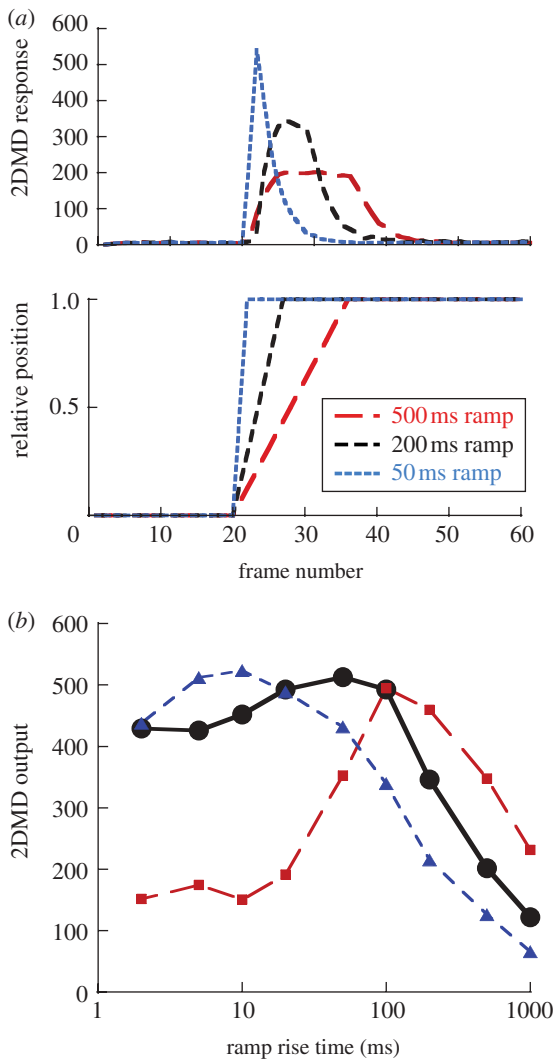 (a)
600
500
400
300
200
100
0
2DMD response
1.0
0.5
relative position
500 ms ramp
200 ms ramp
50 ms ramp
0 10 20 30 40 50 60
frame number
(b)
600
500
400
300
200
100
0
2DMD output
1 10 100 1000
ramp rise time (ms)